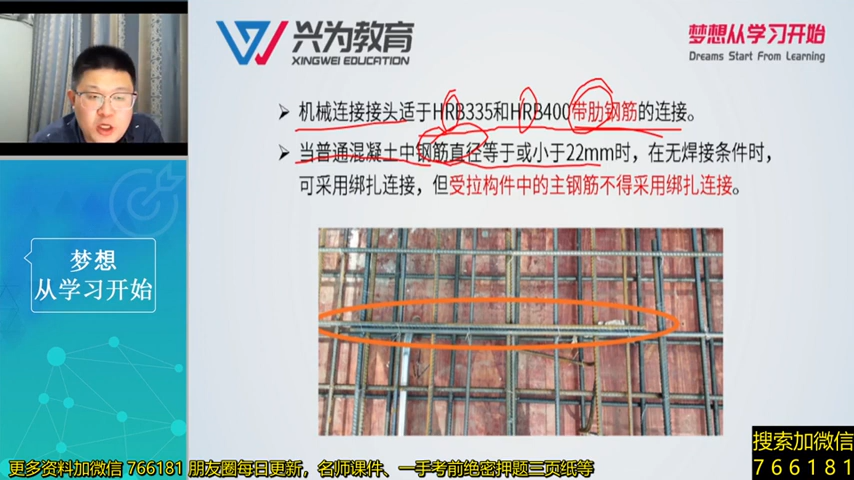 兴为教育
XINGWEI EDUCATION
梦想从学习开始
Dreams Start From Learning
➢ 机械连接接头适于HRB335和HRB400带肋钢筋的连接。
➢ 当普通混凝土中钢筋直径等于或小于22mm时，在无焊接条件时，
可采用绑扎连接，但受拉构件中的主钢筋不得采用绑扎连接。
梦想
从学习开始
搜索加微信
766181
更多资料加微信 766181 朋友圈每日更新，名师课件、一手考前绝密押题三页纸等